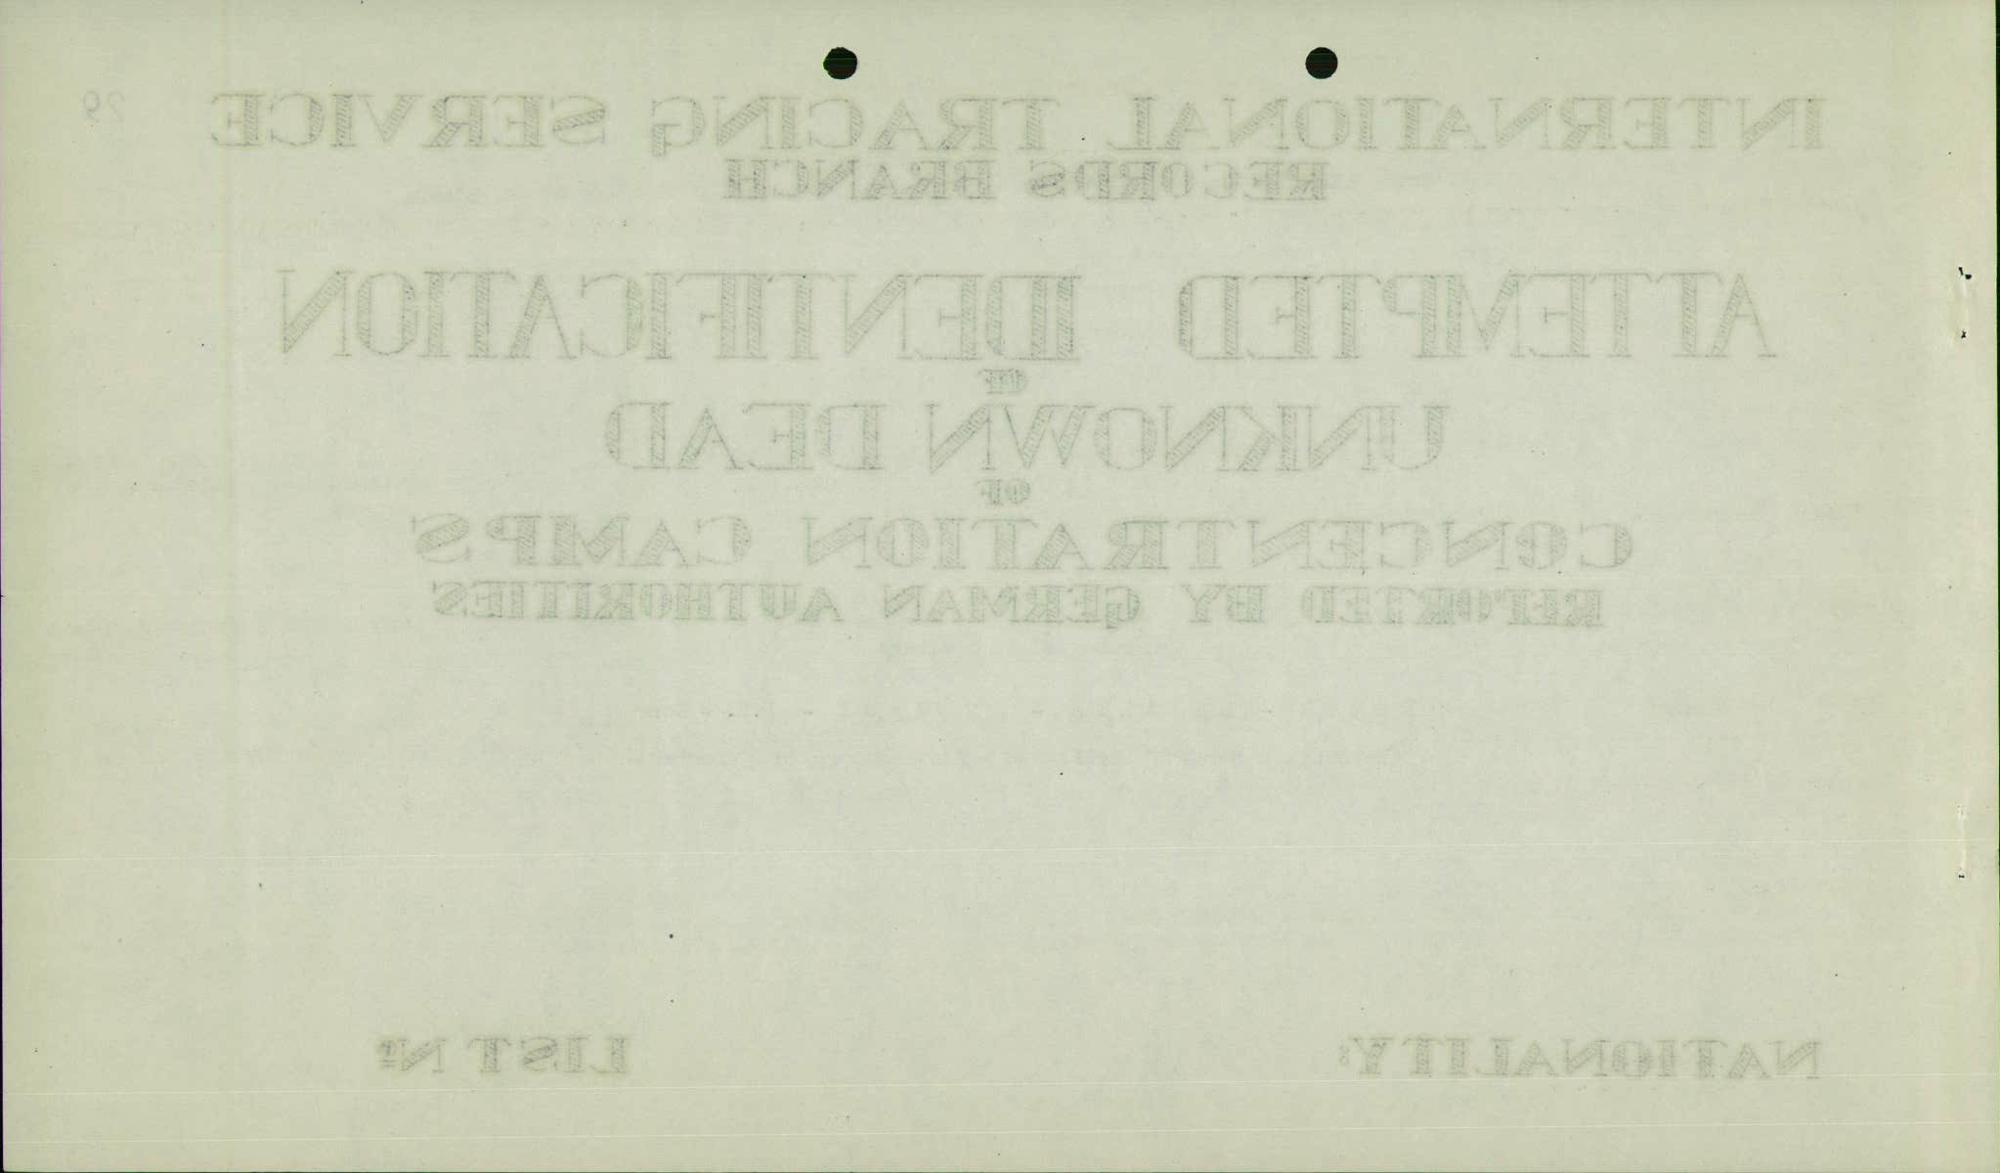 29
INTERNATIONAL TRACING SERVICE
RECORDS BRANCH
ATTEMPTED IDENTIFICATION
OF
UNKNOWN DEAD
OF
CONCENTRATION CAMPS
REPORTED BY GERMAN AUTHORITIES
NATIONALITY: LIST Nº